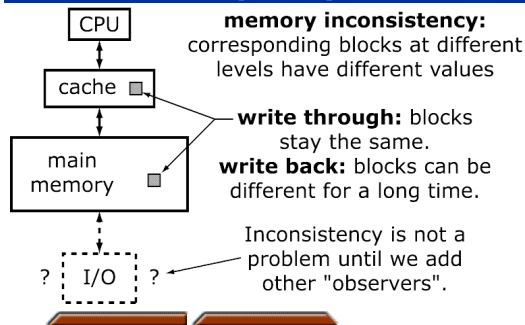 CPU
memory inconsistency:
corresponding blocks at different
levels have different values
cache
write through: blocks
stay the same.
write back: blocks can be
different for a long time.
main
memory
Inconsistency is not a
problem until we add
other "observers".
? I/O ?